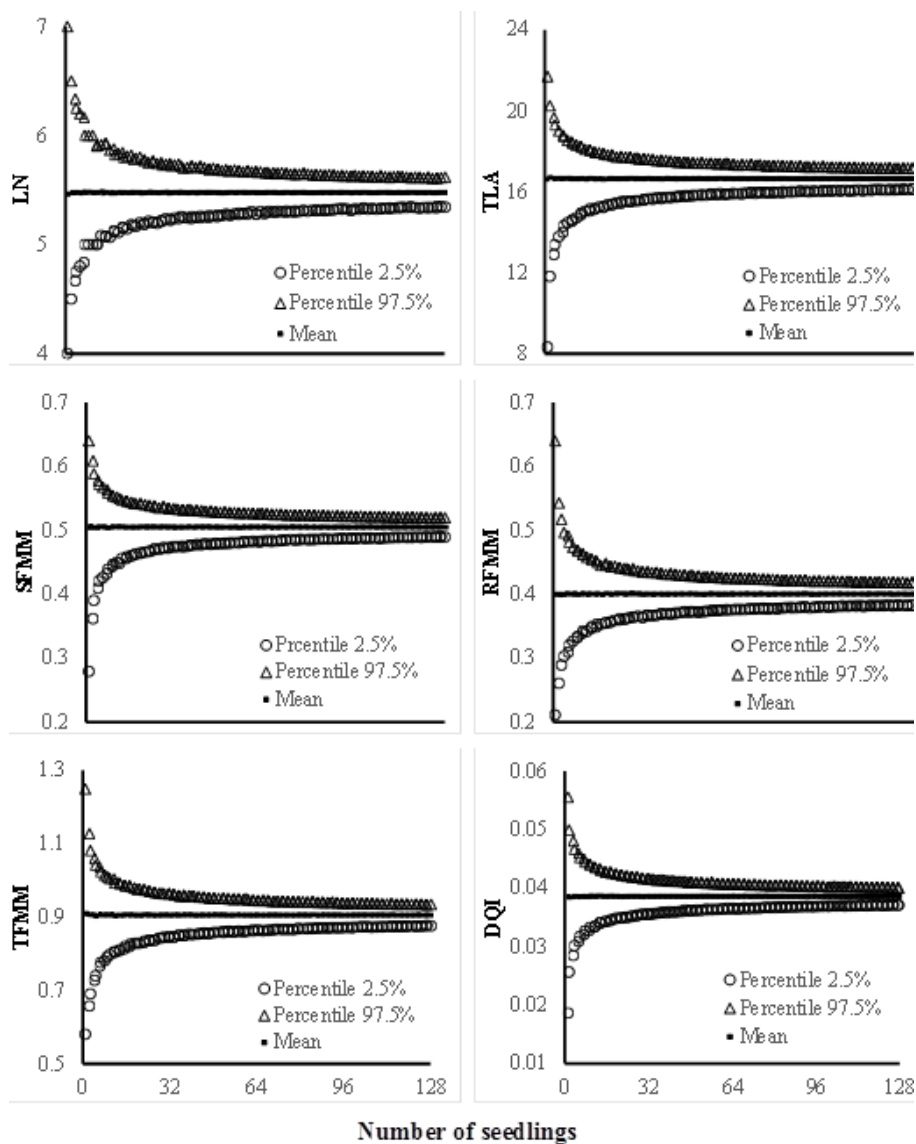 7
6
5
4
LN
○Percentile 2.5%
△Percentile 97.5%
▪Mean
24
20
16
12
8
TLA
○Percentile 2.5%
△Percentile 97.5%
▪Mean
0.7
0.6
0.5
0.4
0.3
0.2
SFMM
○Prcentile 2.5%
△Percentile 97.5%
▪Mean
0.7
0.6
0.5
0.4
0.3
0.2
RFMM
○Percentile 2.5%
△Percentile 97.5%
▪Mean
1.3
1.1
0.9
0.7
0.5
TFMM
○Percentile 2.5%
△Percentile 97.5%
▪Mean
0 32 64 96 128
0.06
0.05
0.04
0.03
0.02
0.01
DQI
○Percentile 2.5%
△Percentile 97.5%
▪Mean
0 32 64 96 128
Number of seedlings